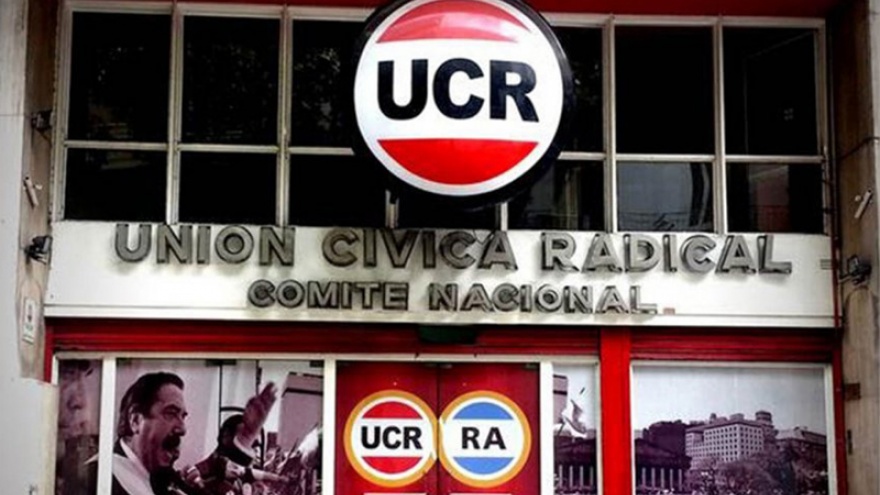 UCR
UNION CIVICA RADICAL
COMITE NACIONAL
UCR RA